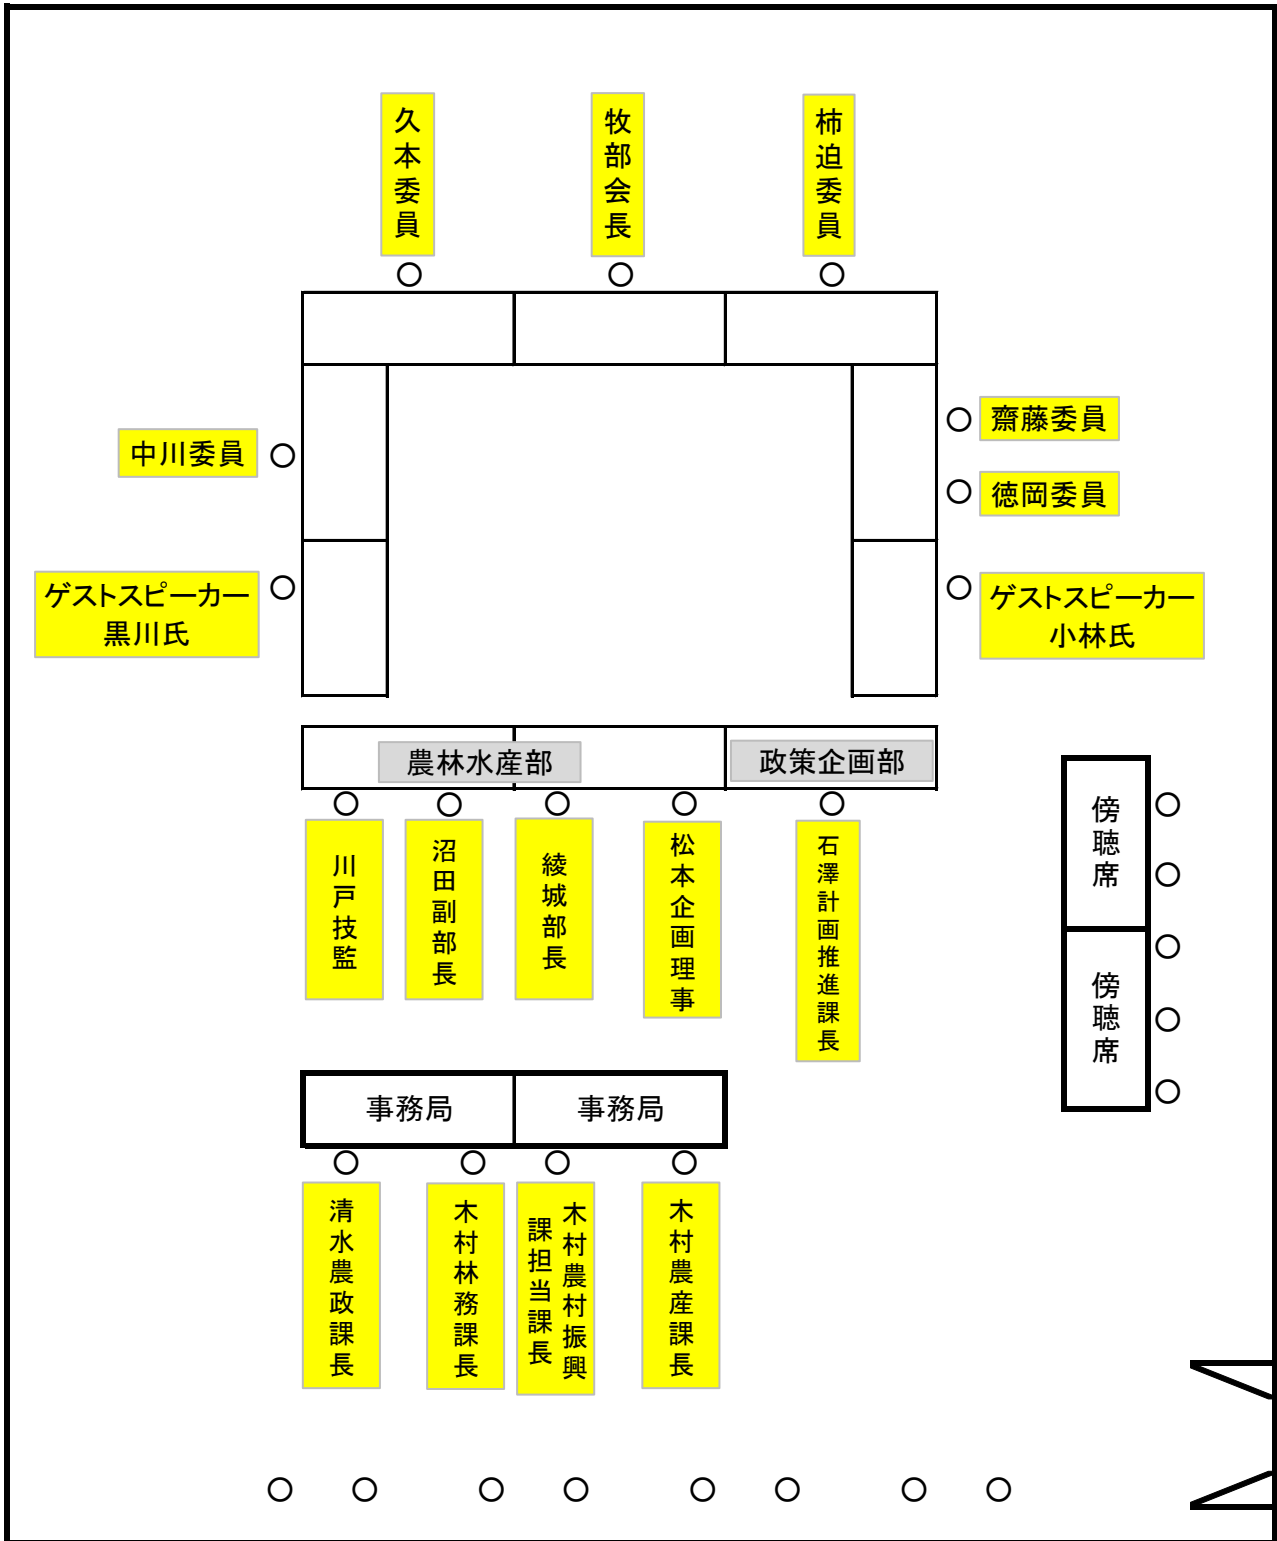 久本委員
牧部会長
柿迫委員
中川委員
齋藤委員
徳岡委員
ゲストスピーカー
黒川氏
ゲストスピーカー
小林氏
農林水産部
政策企画部
川戸技監
沼田副部長
綾城部長
松本企画理事
石澤計画推進課長
傍聴席
傍聴席
事務局
事務局
清水農政課長
木村林務課長
木村農村振興
課担当課長
木村農産課長